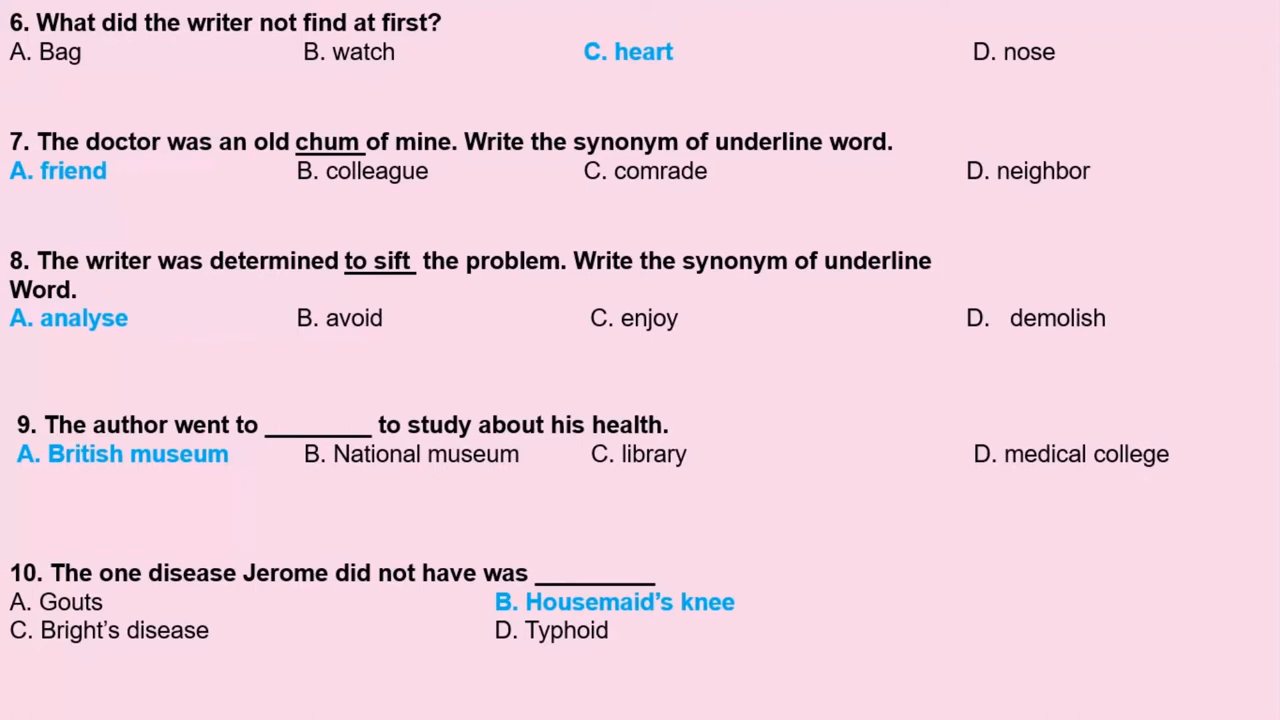 6. What did the writer not find at first?
A. Bag B. watch C. heart D. nose
7. The doctor was an old chum of mine. Write the synonym of underline word.
A. friend B. colleague C. comrade D. neighbor
8. The writer was determined to sift the problem. Write the synonym of underline
Word.
A. analyse B. avoid C. enjoy D. demolish
9. The author went to ________ to study about his health.
A. British museum B. National museum C. library D. medical college
10. The one disease Jerome did not have was _________
A. Gouts B. Housemaid’s knee
C. Bright’s disease D. Typhoid